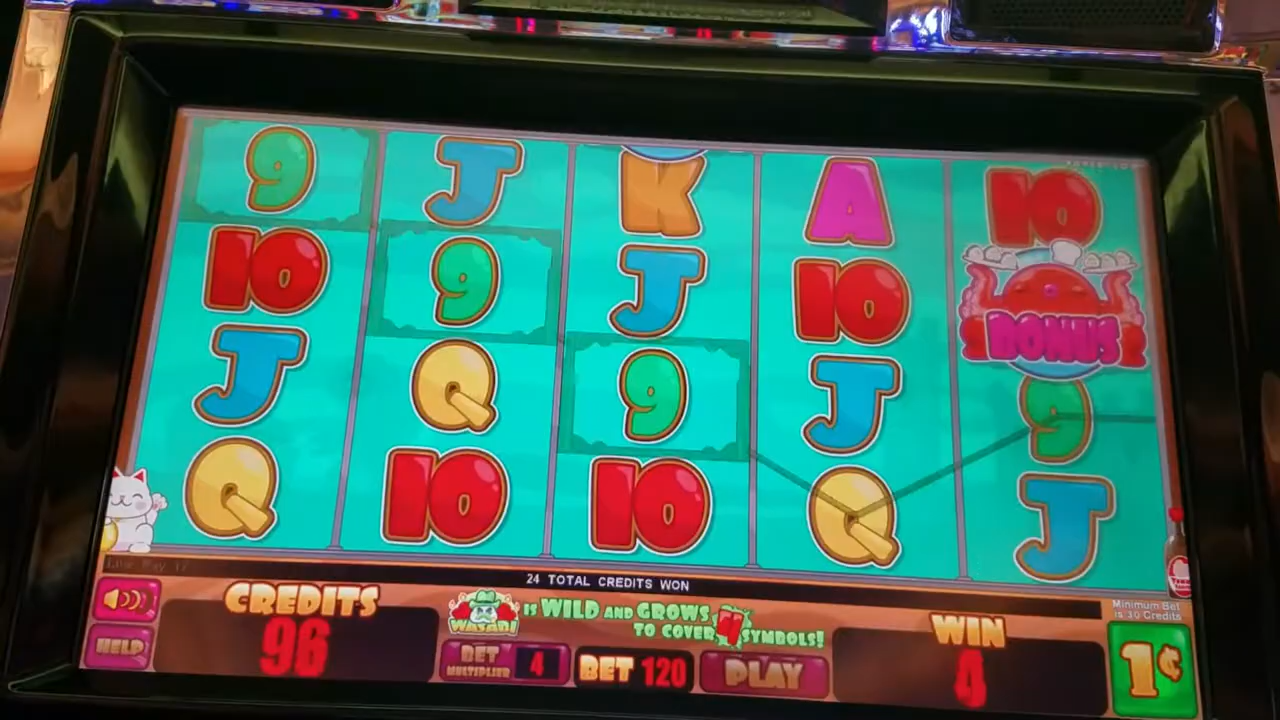 9 J K A 10
10 9 J 10 BONUS
J Q 9 J 9
Q 10 10 Q J
24 TOTAL CREDITS WON
CREDITS
96
WASABI IS WILD AND GROWS
TO COVER SYMBOLS!
WIN
4
Minimum Bet
is 30 Credits
HELP
BET
MULTIPLIER
4
BET 120
PLAY
1¢